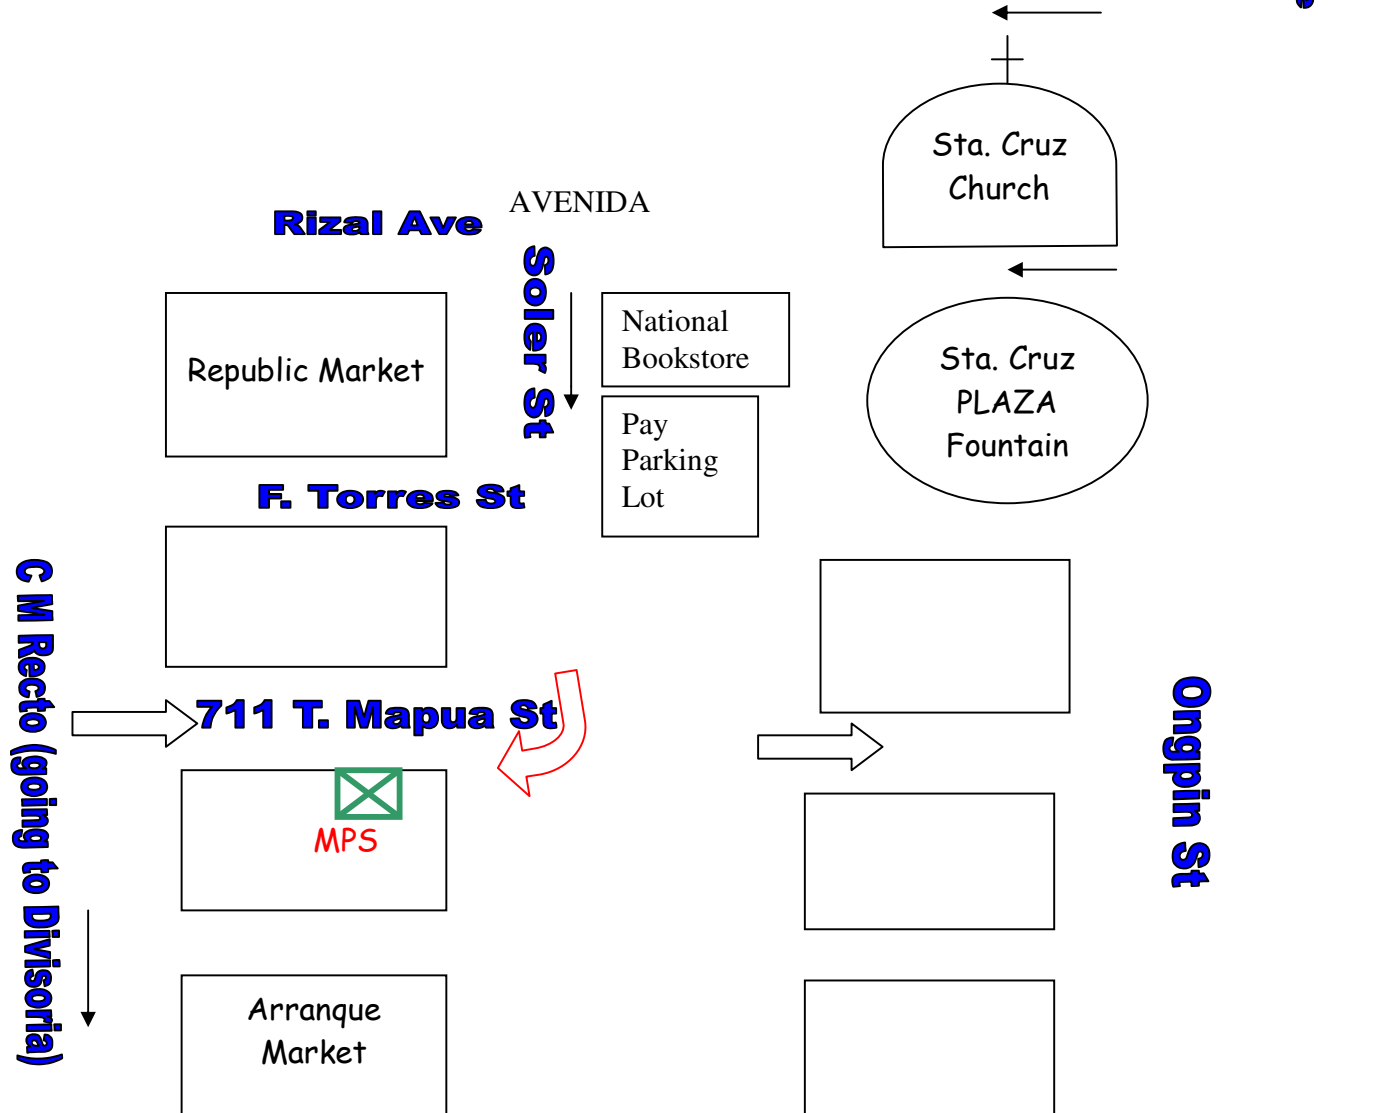 Sta. Cruz
Church
AVENIDA
Rizal Ave
Soler St
National
Bookstore
Republic Market
Sta. Cruz
PLAZA
Fountain
Pay
Parking
Lot
F. Torres St
C M Recto (going to Divisoria)
711 T. Mapua St
Ongpin St
MPS
Arranque
Market